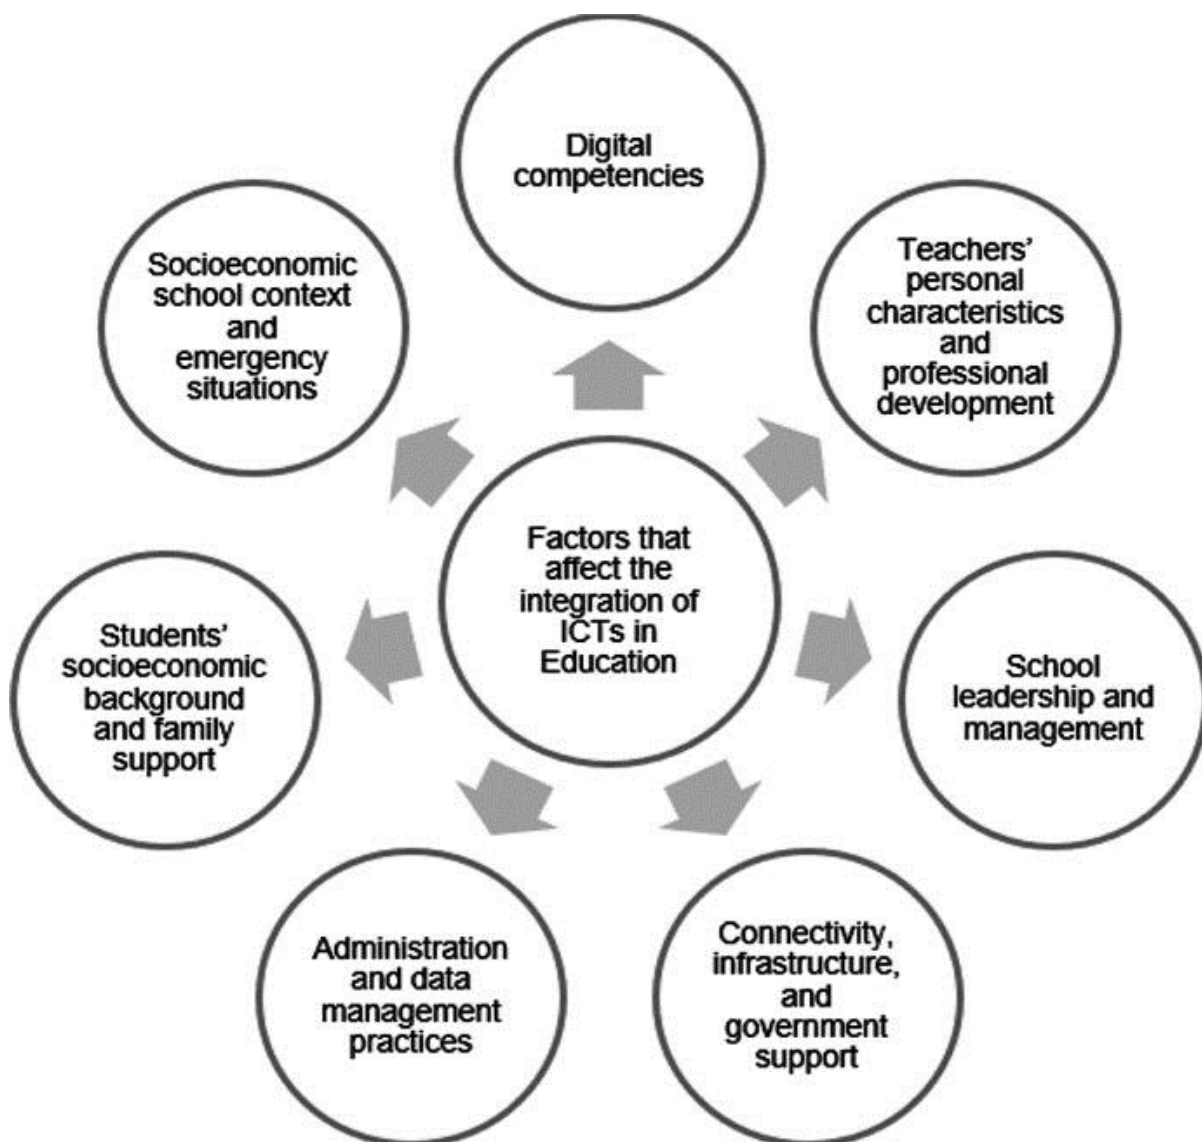 Digital
competencies
Teachers’
personal
characteristics
and
professional
development
School
leadership and
management
Connectivity,
infrastructure,
and
government
support
Administration
and data
management
practices
Students’
socioeconomic
background
and family
support
Socioeconomic
school context
and
emergency
situations
Factors that
affect the
integration of
ICTs in
Education